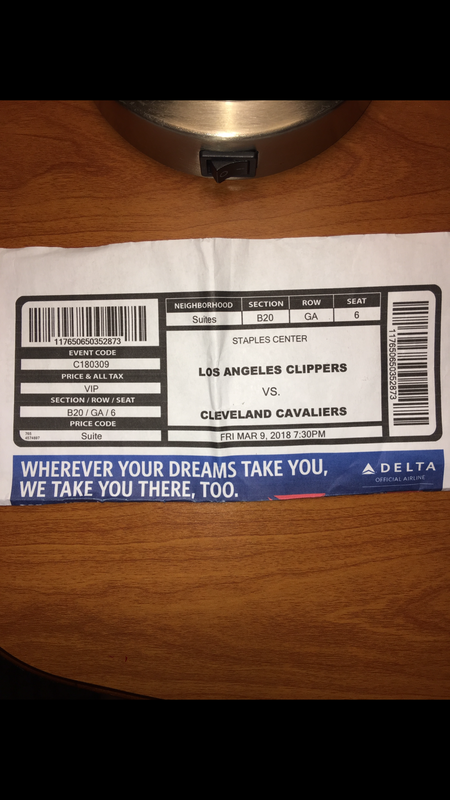 117650650352873
EVENT CODE
C180309
PRICE & ALL TAX
VIP
SECTION / ROW / SEAT
B20 / GA / 6
PRICE CODE
Suite
NEIGHBORHOOD SECTION ROW SEAT
Suites B20 GA 6
STAPLES CENTER
LOS ANGELES CLIPPERS
VS.
CLEVELAND CAVALIERS
FRI MAR 9, 2018 7:30PM
117650650352873
WHEREVER YOUR DREAMS TAKE YOU,
WE TAKE YOU THERE, TOO.
DELTA
OFFICIAL AIRLINE